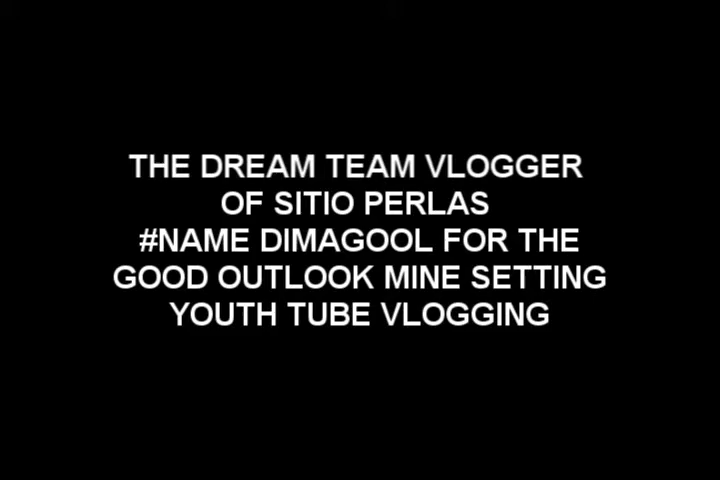 THE DREAM TEAM VLOGGER
OF SITIO PERLAS
#NAME DIMAGOOL FOR THE
GOOD OUTLOOK MINE SETTING
YOUTH TUBE VLOGGING